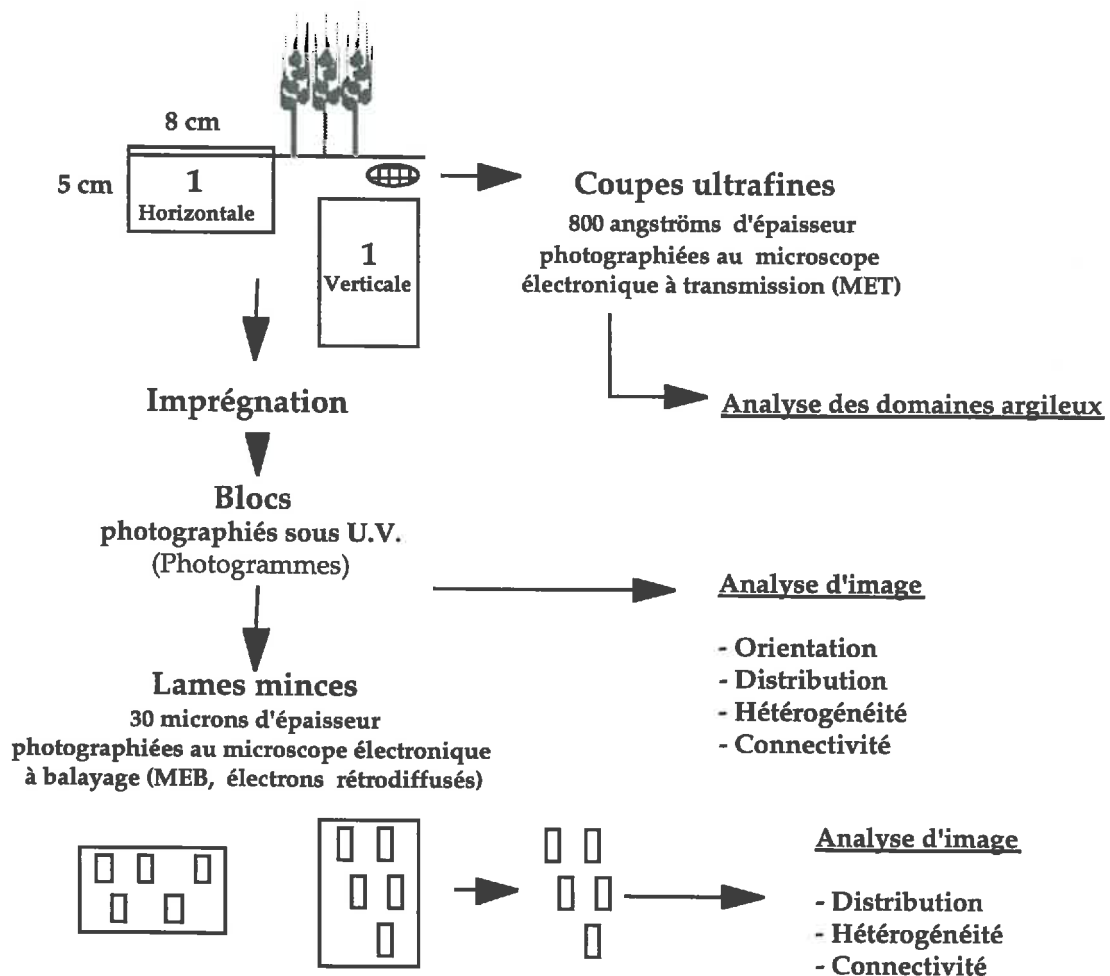 8 cm
5 cm
1
Horizontale
1
Verticale
Coupes ultrafines
800 angströms d'épaisseur
photographiées au microscope
électronique à transmission (MET)
Analyse des domaines argileux
Imprégnation
Blocs
photographiés sous U.V.
(Photogrammes)
Analyse d'image
- Orientation
- Distribution
- Hétérogénéité
- Connectivité
Lames minces
30 microns d'épaisseur
photographiées au microscope électronique
à balayage (MEB, électrons rétrodiffusés)
Analyse d'image
- Distribution
- Hétérogénéité
- Connectivité